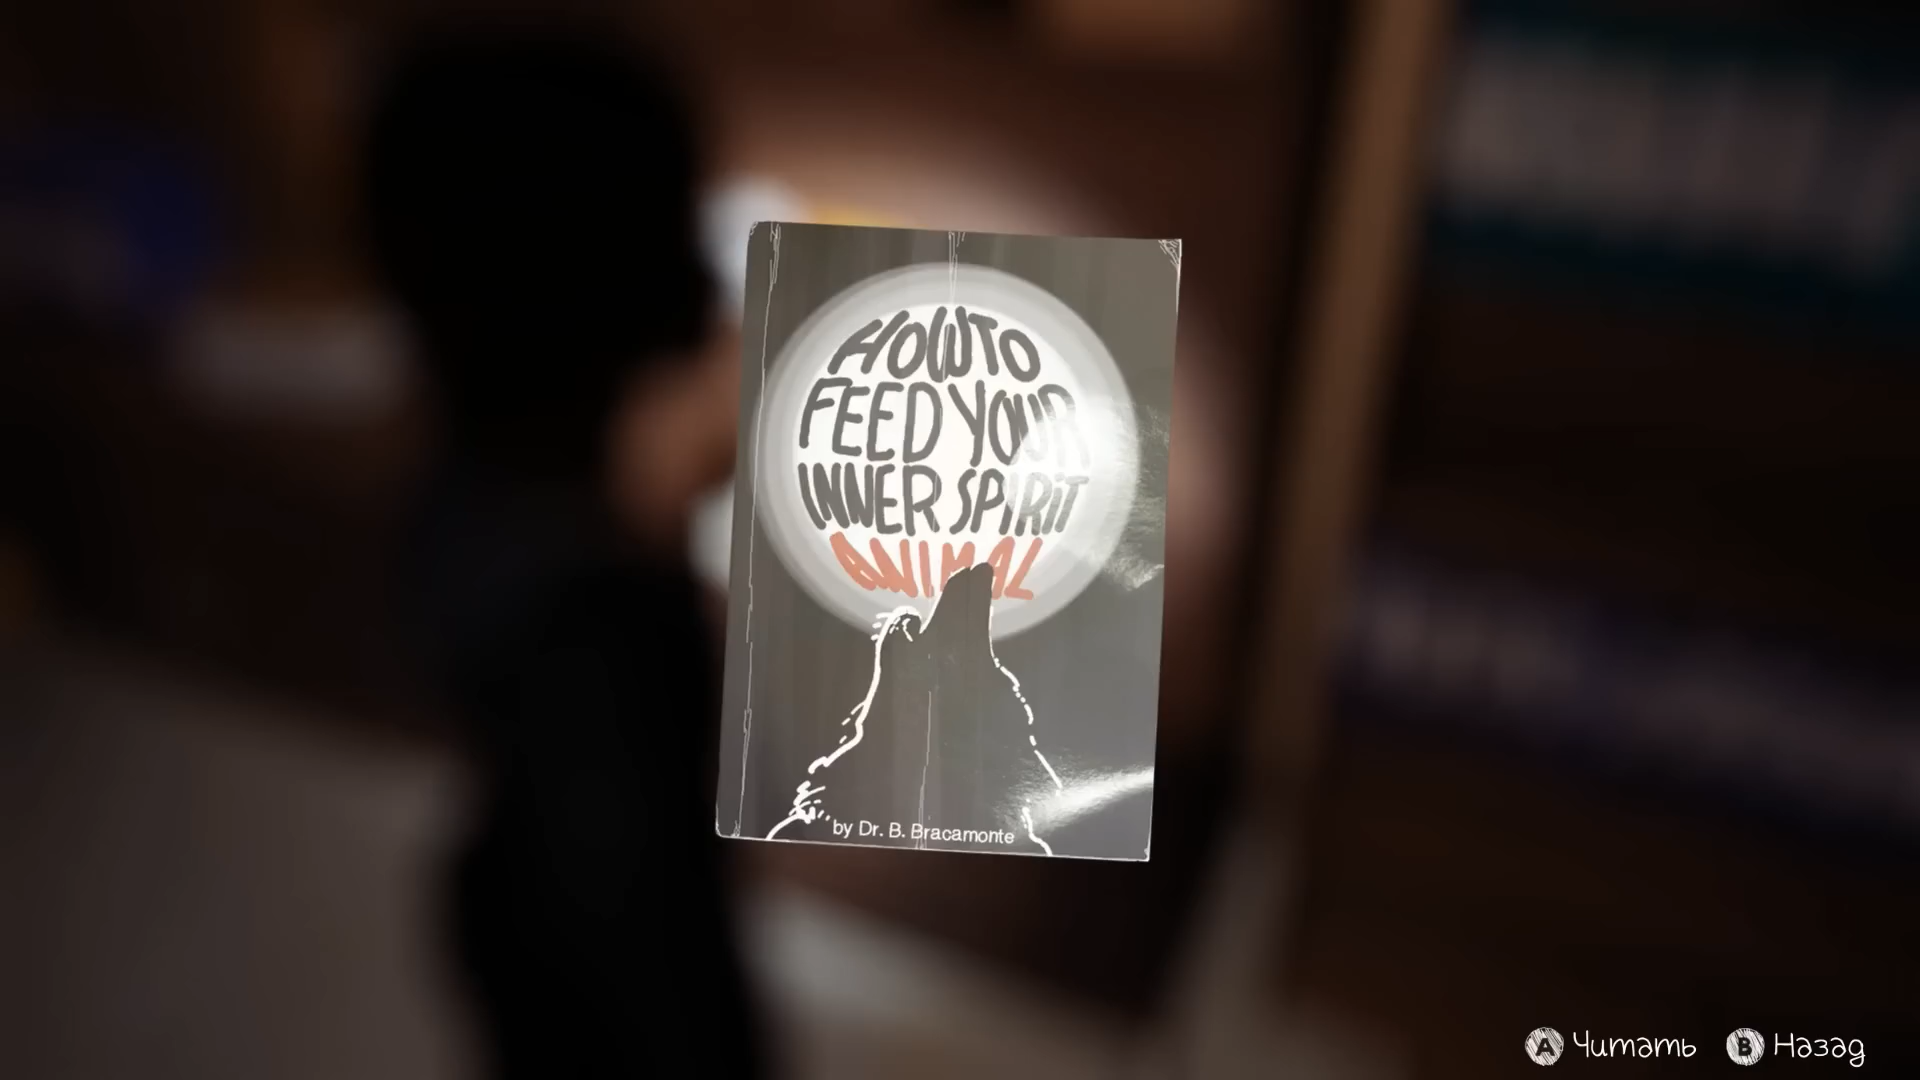 HOW TO
FEED YOUR
INNER SPIRIT
ANIMAL
by Dr. B. Bracamonte
A Читать B Назад